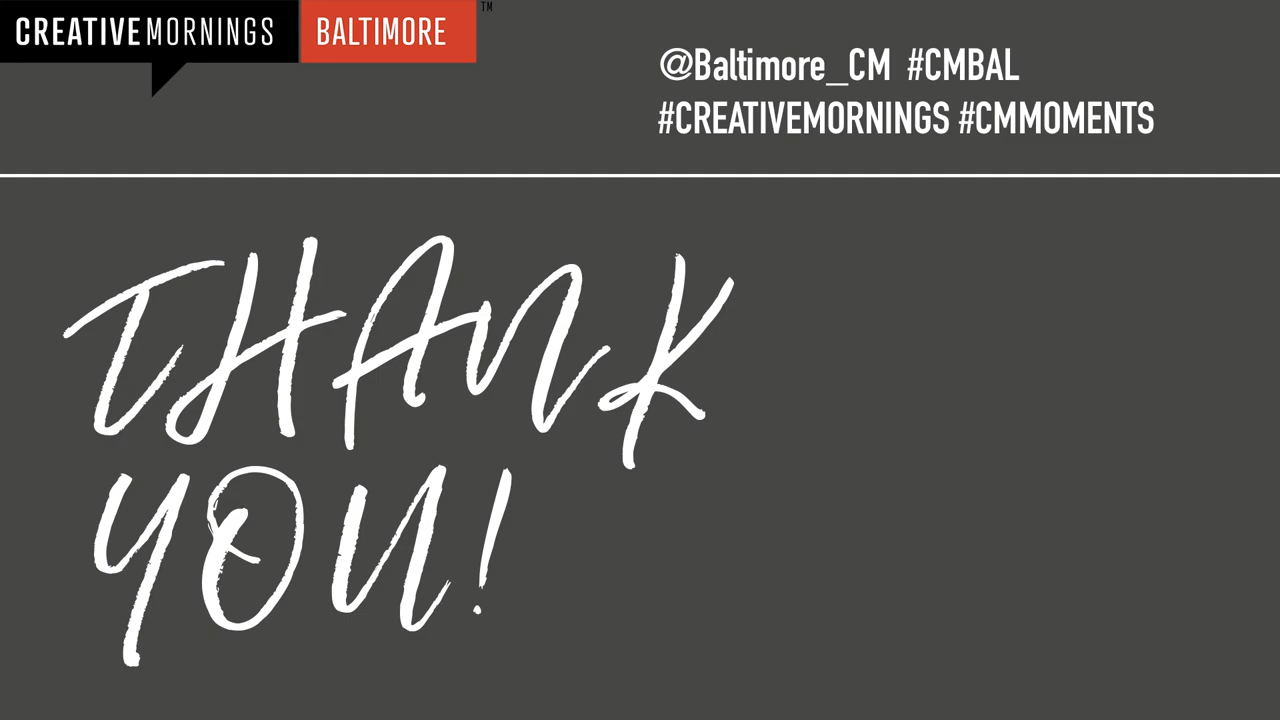 CREATIVEMORNINGS BALTIMORE ™
@Baltimore_CM #CMBAL
#CREATIVEMORNINGS #CMMOMENTS
THANK
YOU!